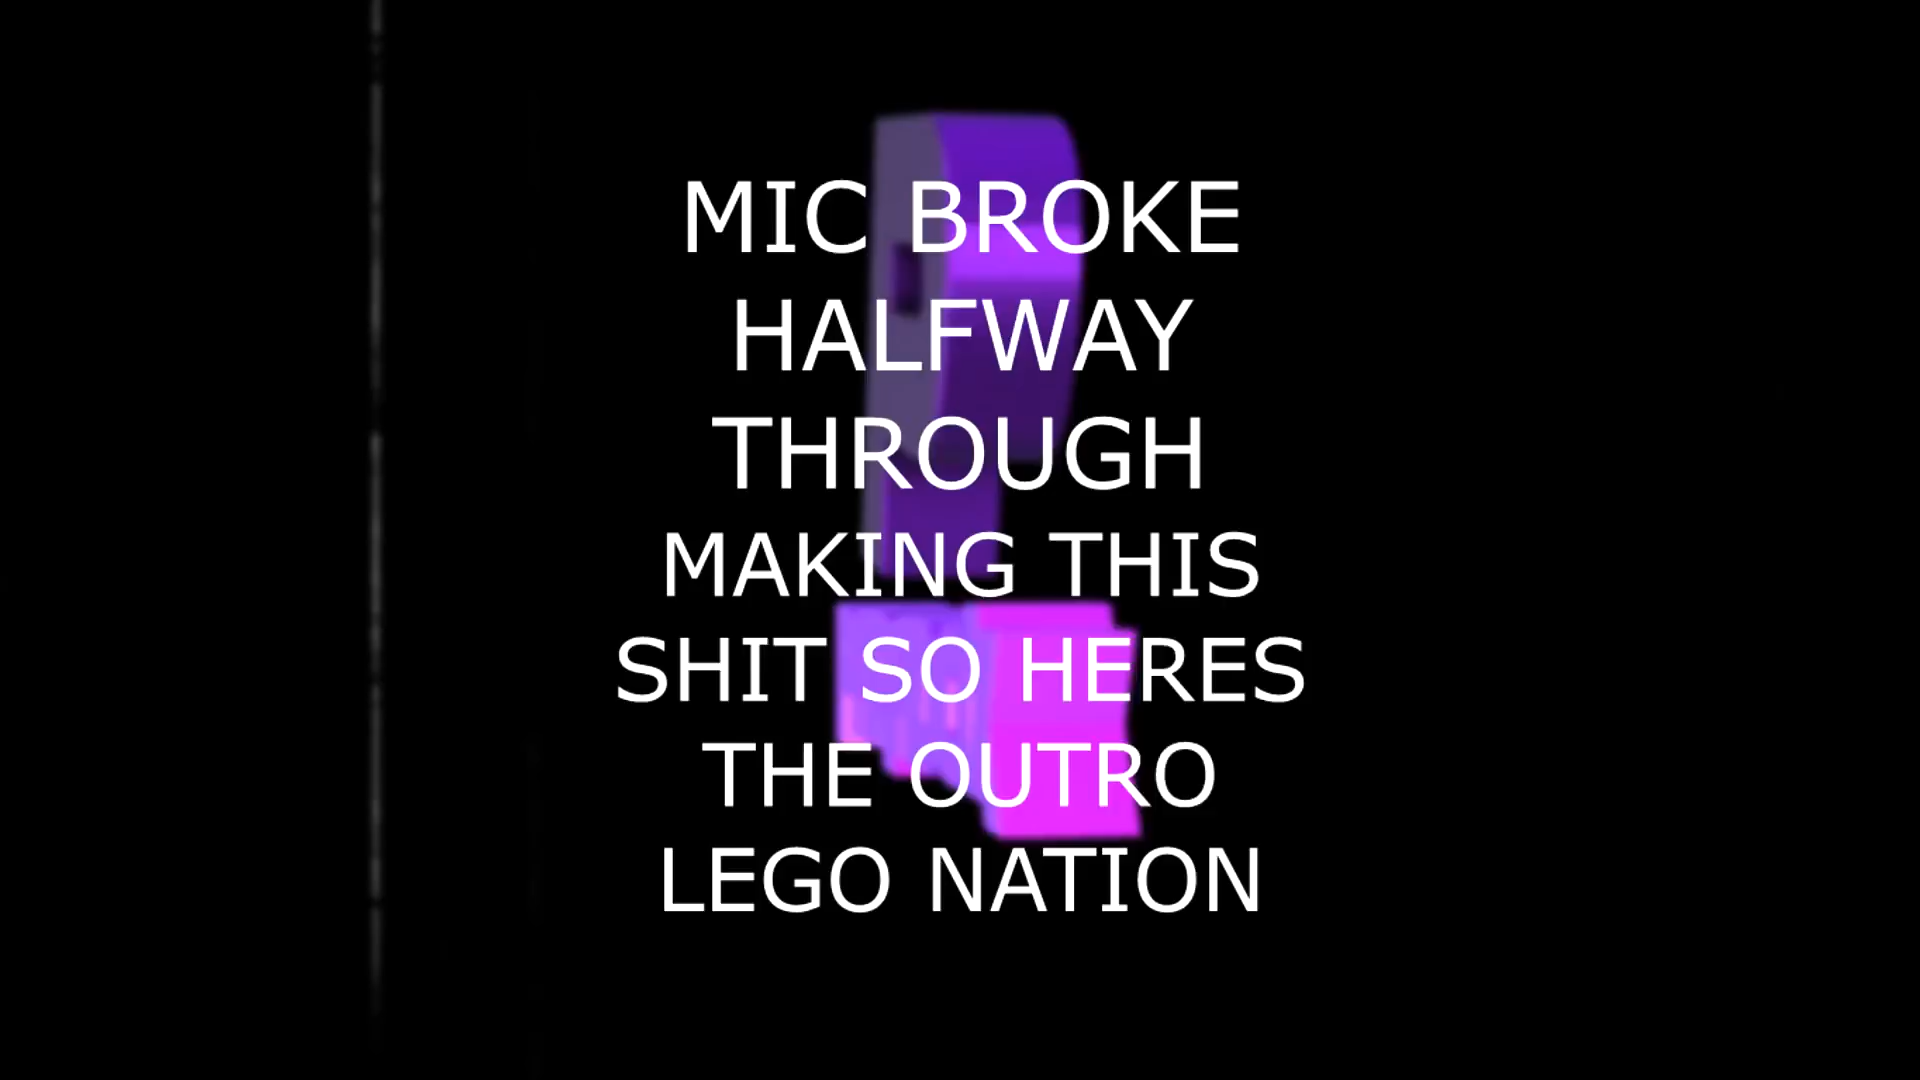 MIC BROKE
HALFWAY
THROUGH
MAKING THIS
SHIT SO HERES
THE OUTRO
LEGO NATION